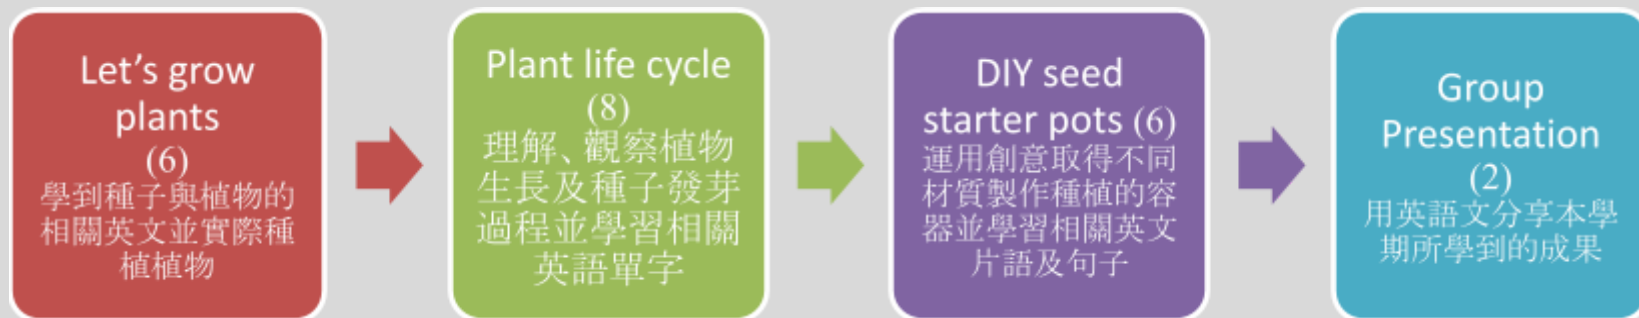 Let's grow
plants
(6)
學到種子與植物的
相關英文並實際種
植植物
Plant life cycle
(8)
理解、觀察植物
生長及種子發芽
過程並學習相關
英語單字
DIY seed
starter pots (6)
運用創意取得不同
材質製作種植的容
器並學習相關英文
片語及句子
Group
Presentation
(2)
用英語文分享本學
期所學到的成果